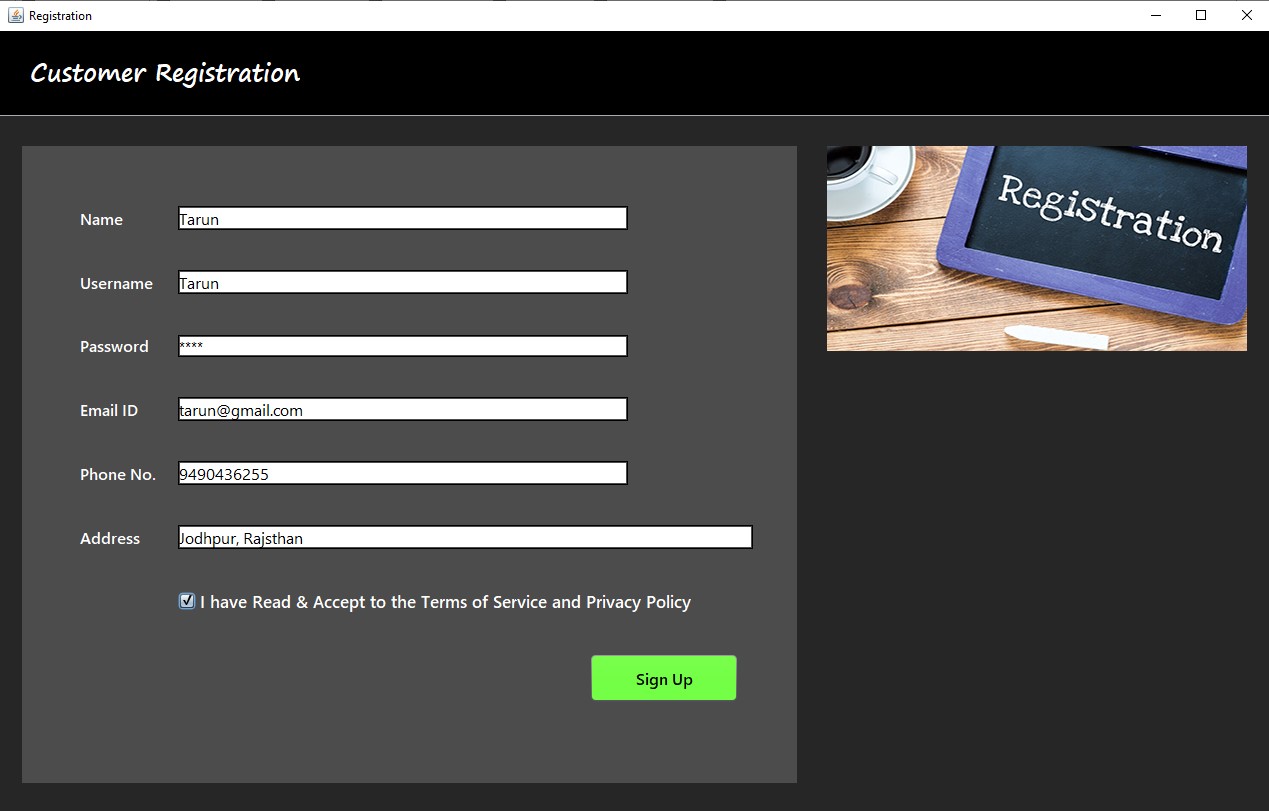 Registration
Customer Registration
Name Tarun
Username Tarun
Password ****
Email ID tarun@gmail.com
Phone No. 9490436255
Address Jodhpur, Rajsthan
I have Read & Accept to the Terms of Service and Privacy Policy
Sign Up
Registration